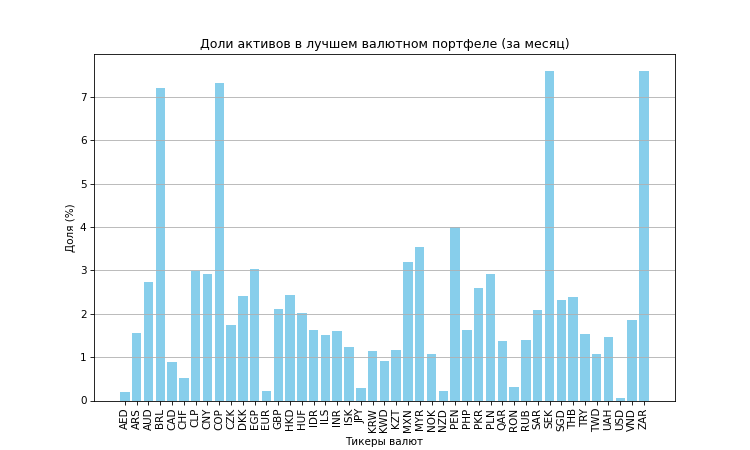 Доли активов в лучшем валютном портфеле (за месяц)
Доля (%)
7
6
5
4
3
2
1
0
AED
ARS
AUD
BRL
CAD
CHF
CLP
CNY
COP
CZK
DKK
EGP
EUR
GBP
HKD
HUF
IDR
ILS
INR
ISK
JPY
KRW
KWD
KZT
MXN
MYR
NOK
NZD
PEN
PHP
PKR
PLN
QAR
RON
RUB
SAR
SEK
SGD
THB
TRY
TWD
UAH
USD
VND
ZAR
Тикеры валют